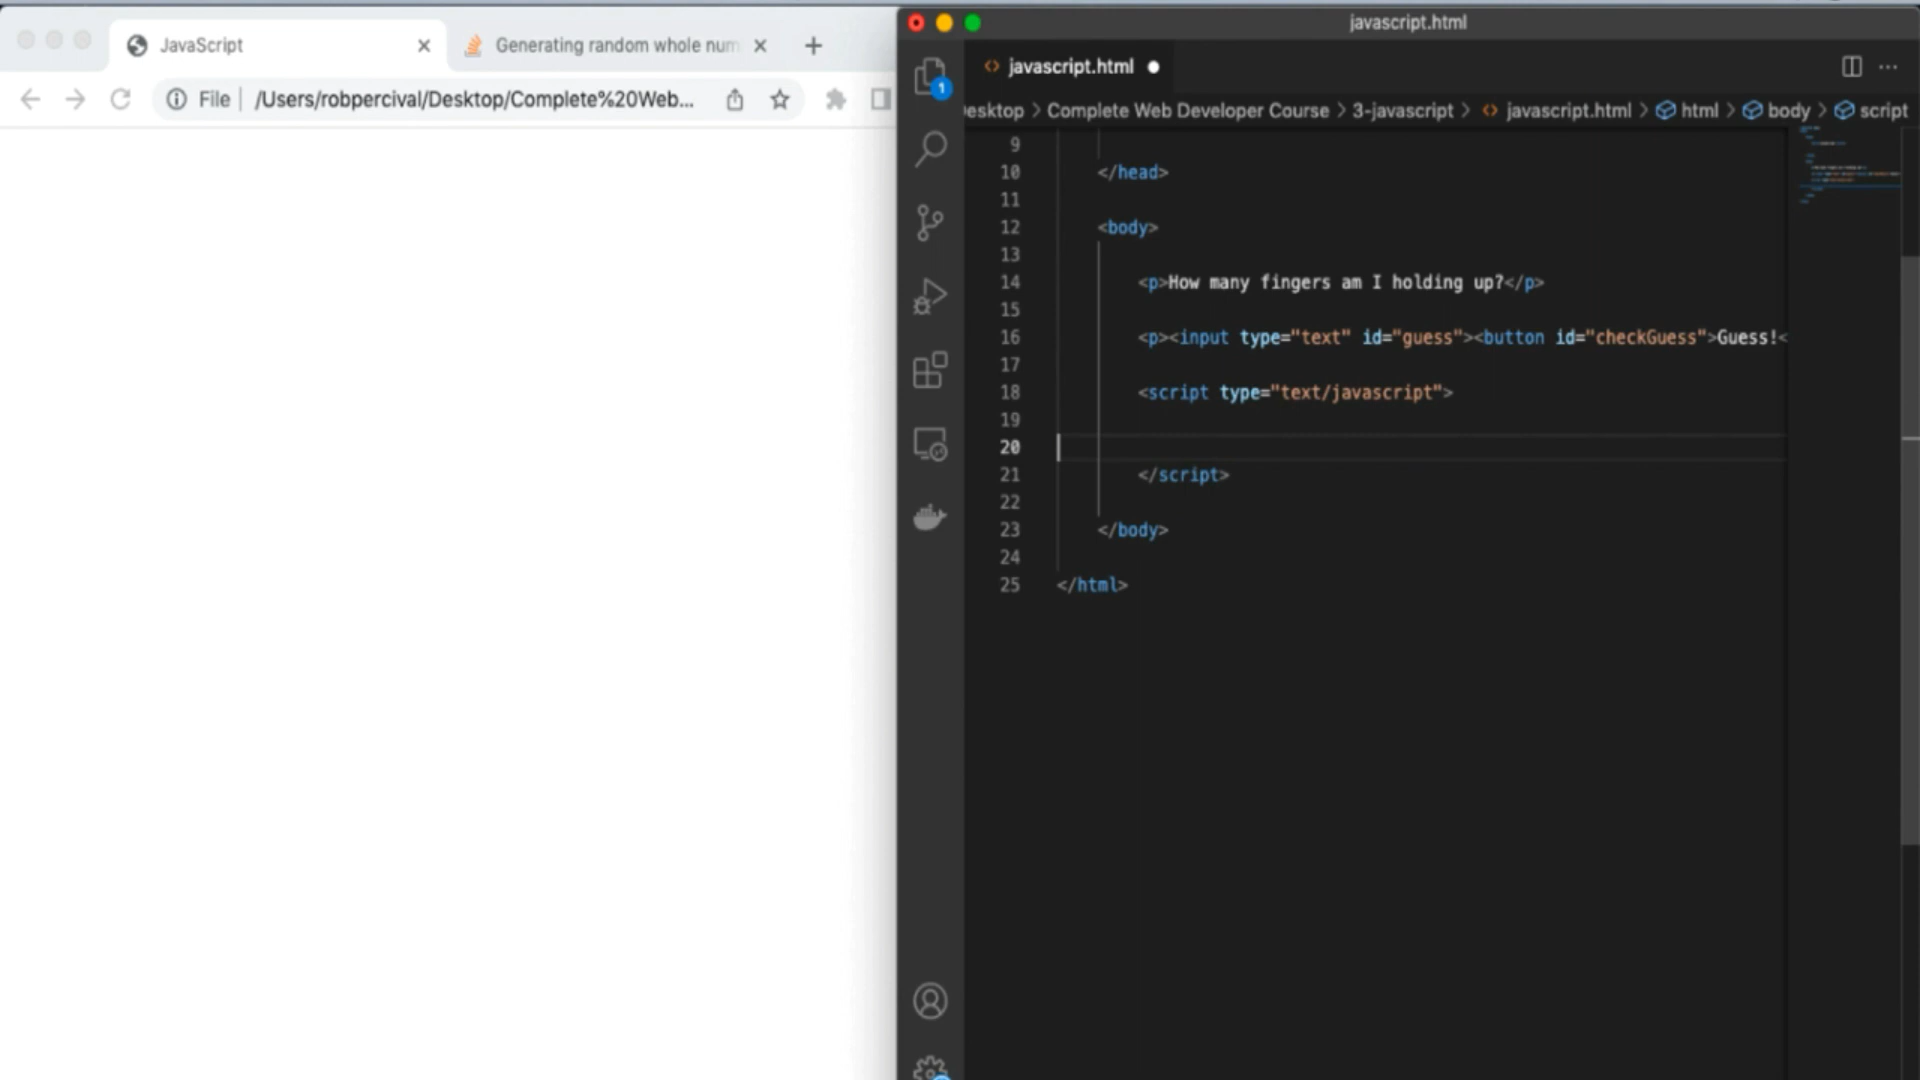 JavaScript
Generating random whole num
File
/Users/robpercival/Desktop/Complete%20Web...
javascript.html
1
javascript.html
esktop > Complete Web Developer Course > 3-javascript > javascript.html > html > body > script
9
10 </head>
11
12 <body>
13
14 <p>How many fingers am I holding up?</p>
15
16 <p><input type="text" id="guess"><button id="checkGuess">Guess!<
17
18 <script type="text/javascript">
19
20
21 </script>
22
23 </body>
24
25 </html>